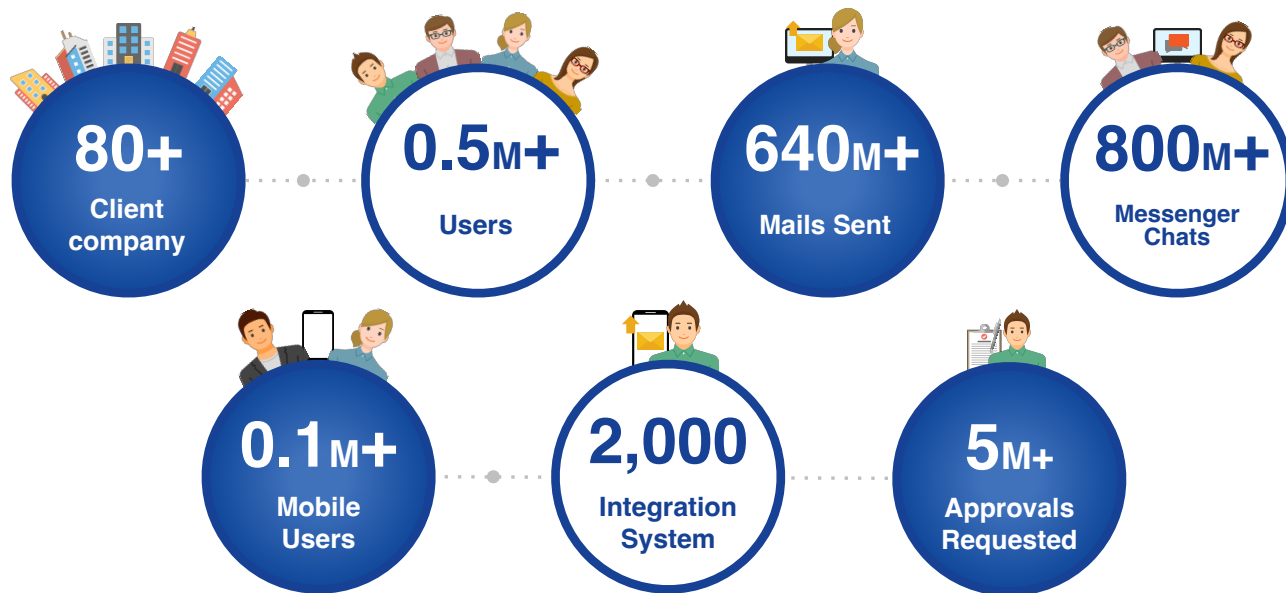 80+
Client
company
0.5M+
Users
640M+
Mails Sent
800M+
Messenger
Chats
0.1M+
Mobile
Users
2,000
Integration
System
5M+
Approvals
Requested